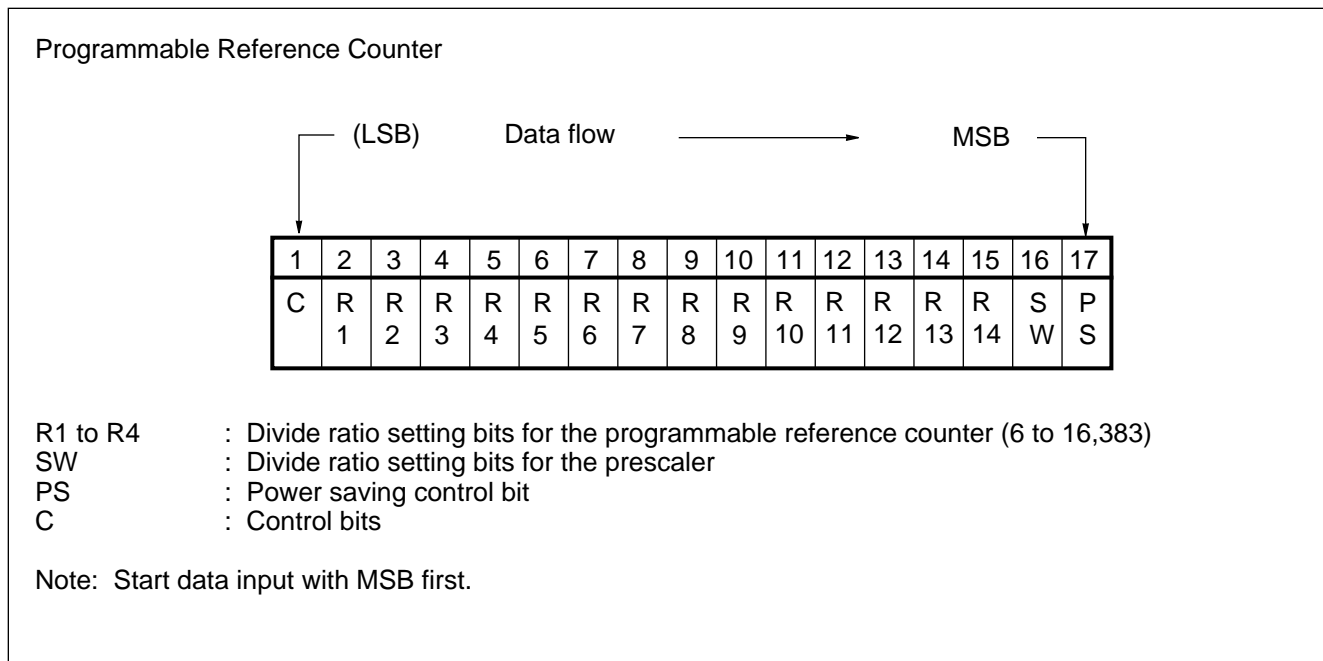 Programmable Reference Counter
(LSB) Data flow MSB
1 2 3 4 5 6 7 8 9 10 11 12 13 14 15 16 17
C R R R R R R R R R R R R R R S P
1 2 3 4 5 6 7 8 9 10 11 12 13 14 W S
R1 to R4 : Divide ratio setting bits for the programmable reference counter (6 to 16,383)
SW : Divide ratio setting bits for the prescaler
PS : Power saving control bit
C : Control bits
Note: Start data input with MSB first.